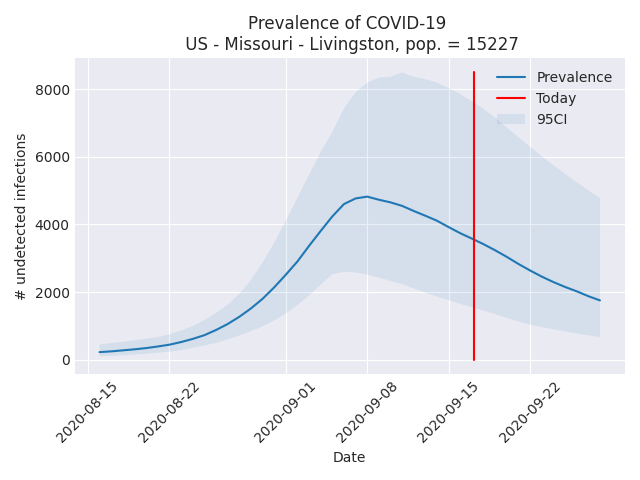 Prevalence of COVID-19
US - Missouri - Livingston, pop. = 15227
Prevalence
Today
95CI
8000
6000
4000
2000
0
# undetected infections
2020-08-15
2020-08-22
2020-09-01
2020-09-08
2020-09-15
2020-09-22
Date